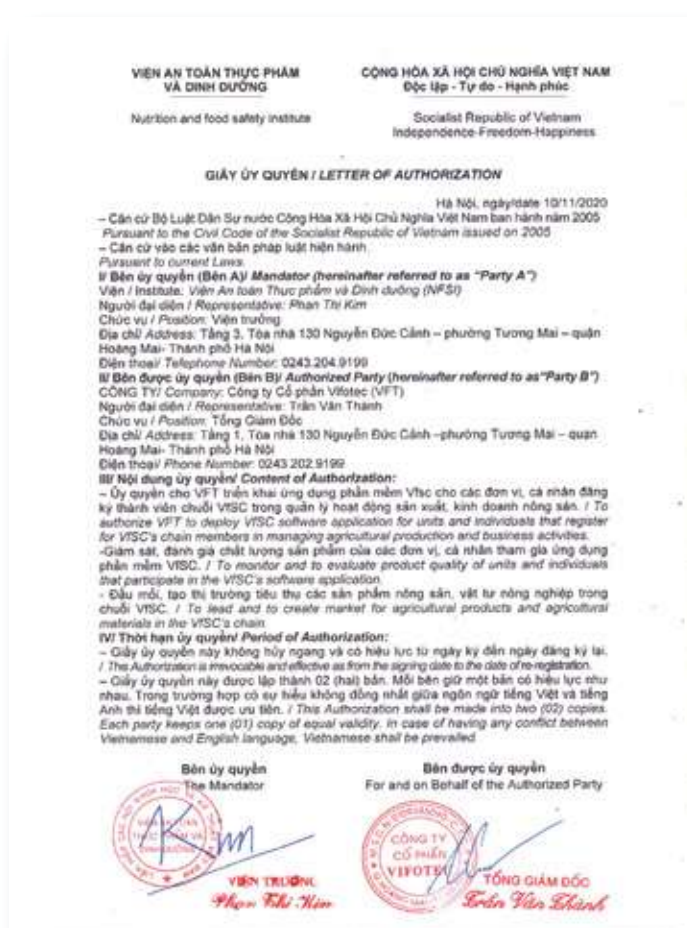 VIỆN AN TOÀN THỰC PHẨM
VÀ DINH DƯỠNG
Nutrition and food safety institute
CỘNG HÒA XÃ HỘI CHỦ NGHĨA VIỆT NAM
Độc lập - Tự do - Hạnh phúc
Socialist Republic of Vietnam
Independence-Freedom-Happiness
GIẤY ỦY QUYỀN / LETTER OF AUTHORIZATION
Hà Nội, ngày/date 10/11/2020
– Căn cứ Bộ Luật Dân Sự nước Cộng Hòa Xã Hội Chủ Nghĩa Việt Nam ban hành năm 2005
Pursuant to the Civil Code of the Socialist Republic of Vietnam issued on 2005
– Căn cứ vào các văn bản pháp luật hiện hành.
Pursuant to current Laws.
I/ Bên ủy quyền (Bên A)/ Mandator (hereinafter referred to as "Party A")
Viện / Institute: Viện An toàn Thực phẩm và Dinh dưỡng (NFSI)
Người đại diện / Representative: Phan Thị Kim
Chức vụ / Position: Viện trưởng
Địa chỉ/ Address: Tầng 3, Tòa nhà 130 Nguyễn Đức Cảnh – phường Tương Mai – quận
Hoàng Mai- Thành phố Hà Nội
Điện thoại/ Telephone Number: 0243.204.9199
II/ Bên được ủy quyền (Bên B)/ Authorized Party (hereinafter referred to as"Party B")
CÔNG TY/ Company: Công ty Cổ phần Vifotec (VFT)
Người đại diện / Representative: Trần Văn Thành
Chức vụ / Position: Tổng Giám Đốc
Địa chỉ/ Address: Tầng 1, Tòa nhà 130 Nguyễn Đức Cảnh –phường Tương Mai – quận
Hoàng Mai- Thành phố Hà Nội
Điện thoại/ Phone Number: 0243.202.9199
III/ Nội dung ủy quyền/ Content of Authorization:
– Ủy quyền cho VFT triển khai ứng dụng phần mềm Vfsc cho các đơn vị, cá nhân đăng
ký thành viên chuỗi VfSC trong quản lý hoạt động sản xuất, kinh doanh nông sản. / To
authorize VFT to deploy VfSC software application for units and individuals that register
for VfSC's chain members in managing agricultural production and business activities.
-Giám sát, đánh giá chất lượng sản phẩm của các đơn vị, cá nhân tham gia ứng dụng
phần mềm VfSC. / To monitor and to evaluate product quality of units and individuals
that participate in the VfSC's software application.
- Đầu mối, tạo thị trường tiêu thụ các sản phẩm nông sản, vật tư nông nghiệp trong
chuỗi VfSC. / To lead and to create market for agricultural products and agricultural
materials in the VfSC's chain.
IV/ Thời hạn ủy quyền/ Period of Authorization:
– Giấy ủy quyền này không hủy ngang và có hiệu lực từ ngày ký đến ngày đăng ký lại.
/ This Authorization is irrevocable and effective as from the signing date to the date of re-registration.
– Giấy ủy quyền này được lập thành 02 (hai) bản. Mỗi bên giữ một bản có hiệu lực như
nhau. Trong trường hợp có sự hiểu không đồng nhất giữa ngôn ngữ tiếng Việt và tiếng
Anh thì tiếng Việt được ưu tiên. / This Authorization shall be made into two (02) copies.
Each party keeps one (01) copy of equal validity. In case of having any conflict between
Vietnamese and English language, Vietnamese shall be prevailed.
Bên ủy quyền
The Mandator
Bên được ủy quyền
For and on Behalf of the Authorized Party
VIỆN AN TOÀN
THỰC PHẨM VÀ
DINH DƯỠNG
VIỆN TRƯỞNG
Phan Thị Kim
CÔNG TY
CỔ PHẦN
VIFOTEC
TỔNG GIÁM ĐỐC
Trần Văn Thành